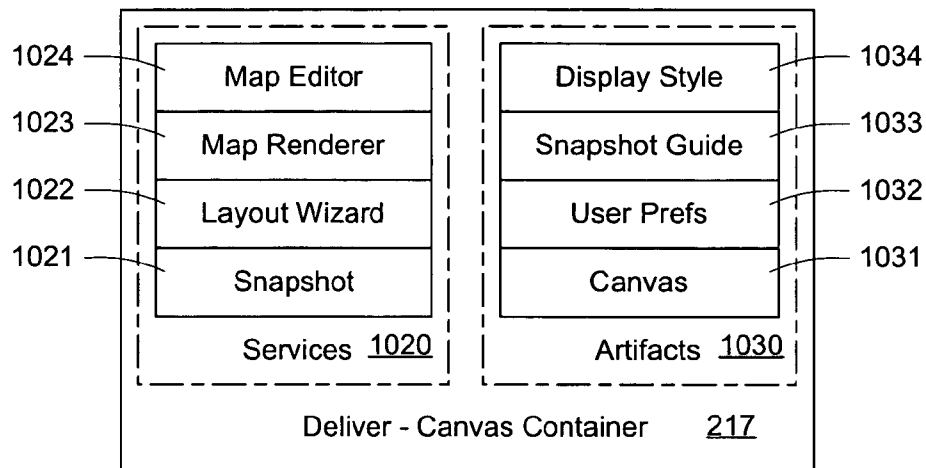 1024 Map Editor Display Style 1034
1023 Map Renderer Snapshot Guide 1033
1022 Layout Wizard User Prefs 1032
1021 Snapshot Canvas 1031
Services 1020 Artifacts 1030
Deliver - Canvas Container 217